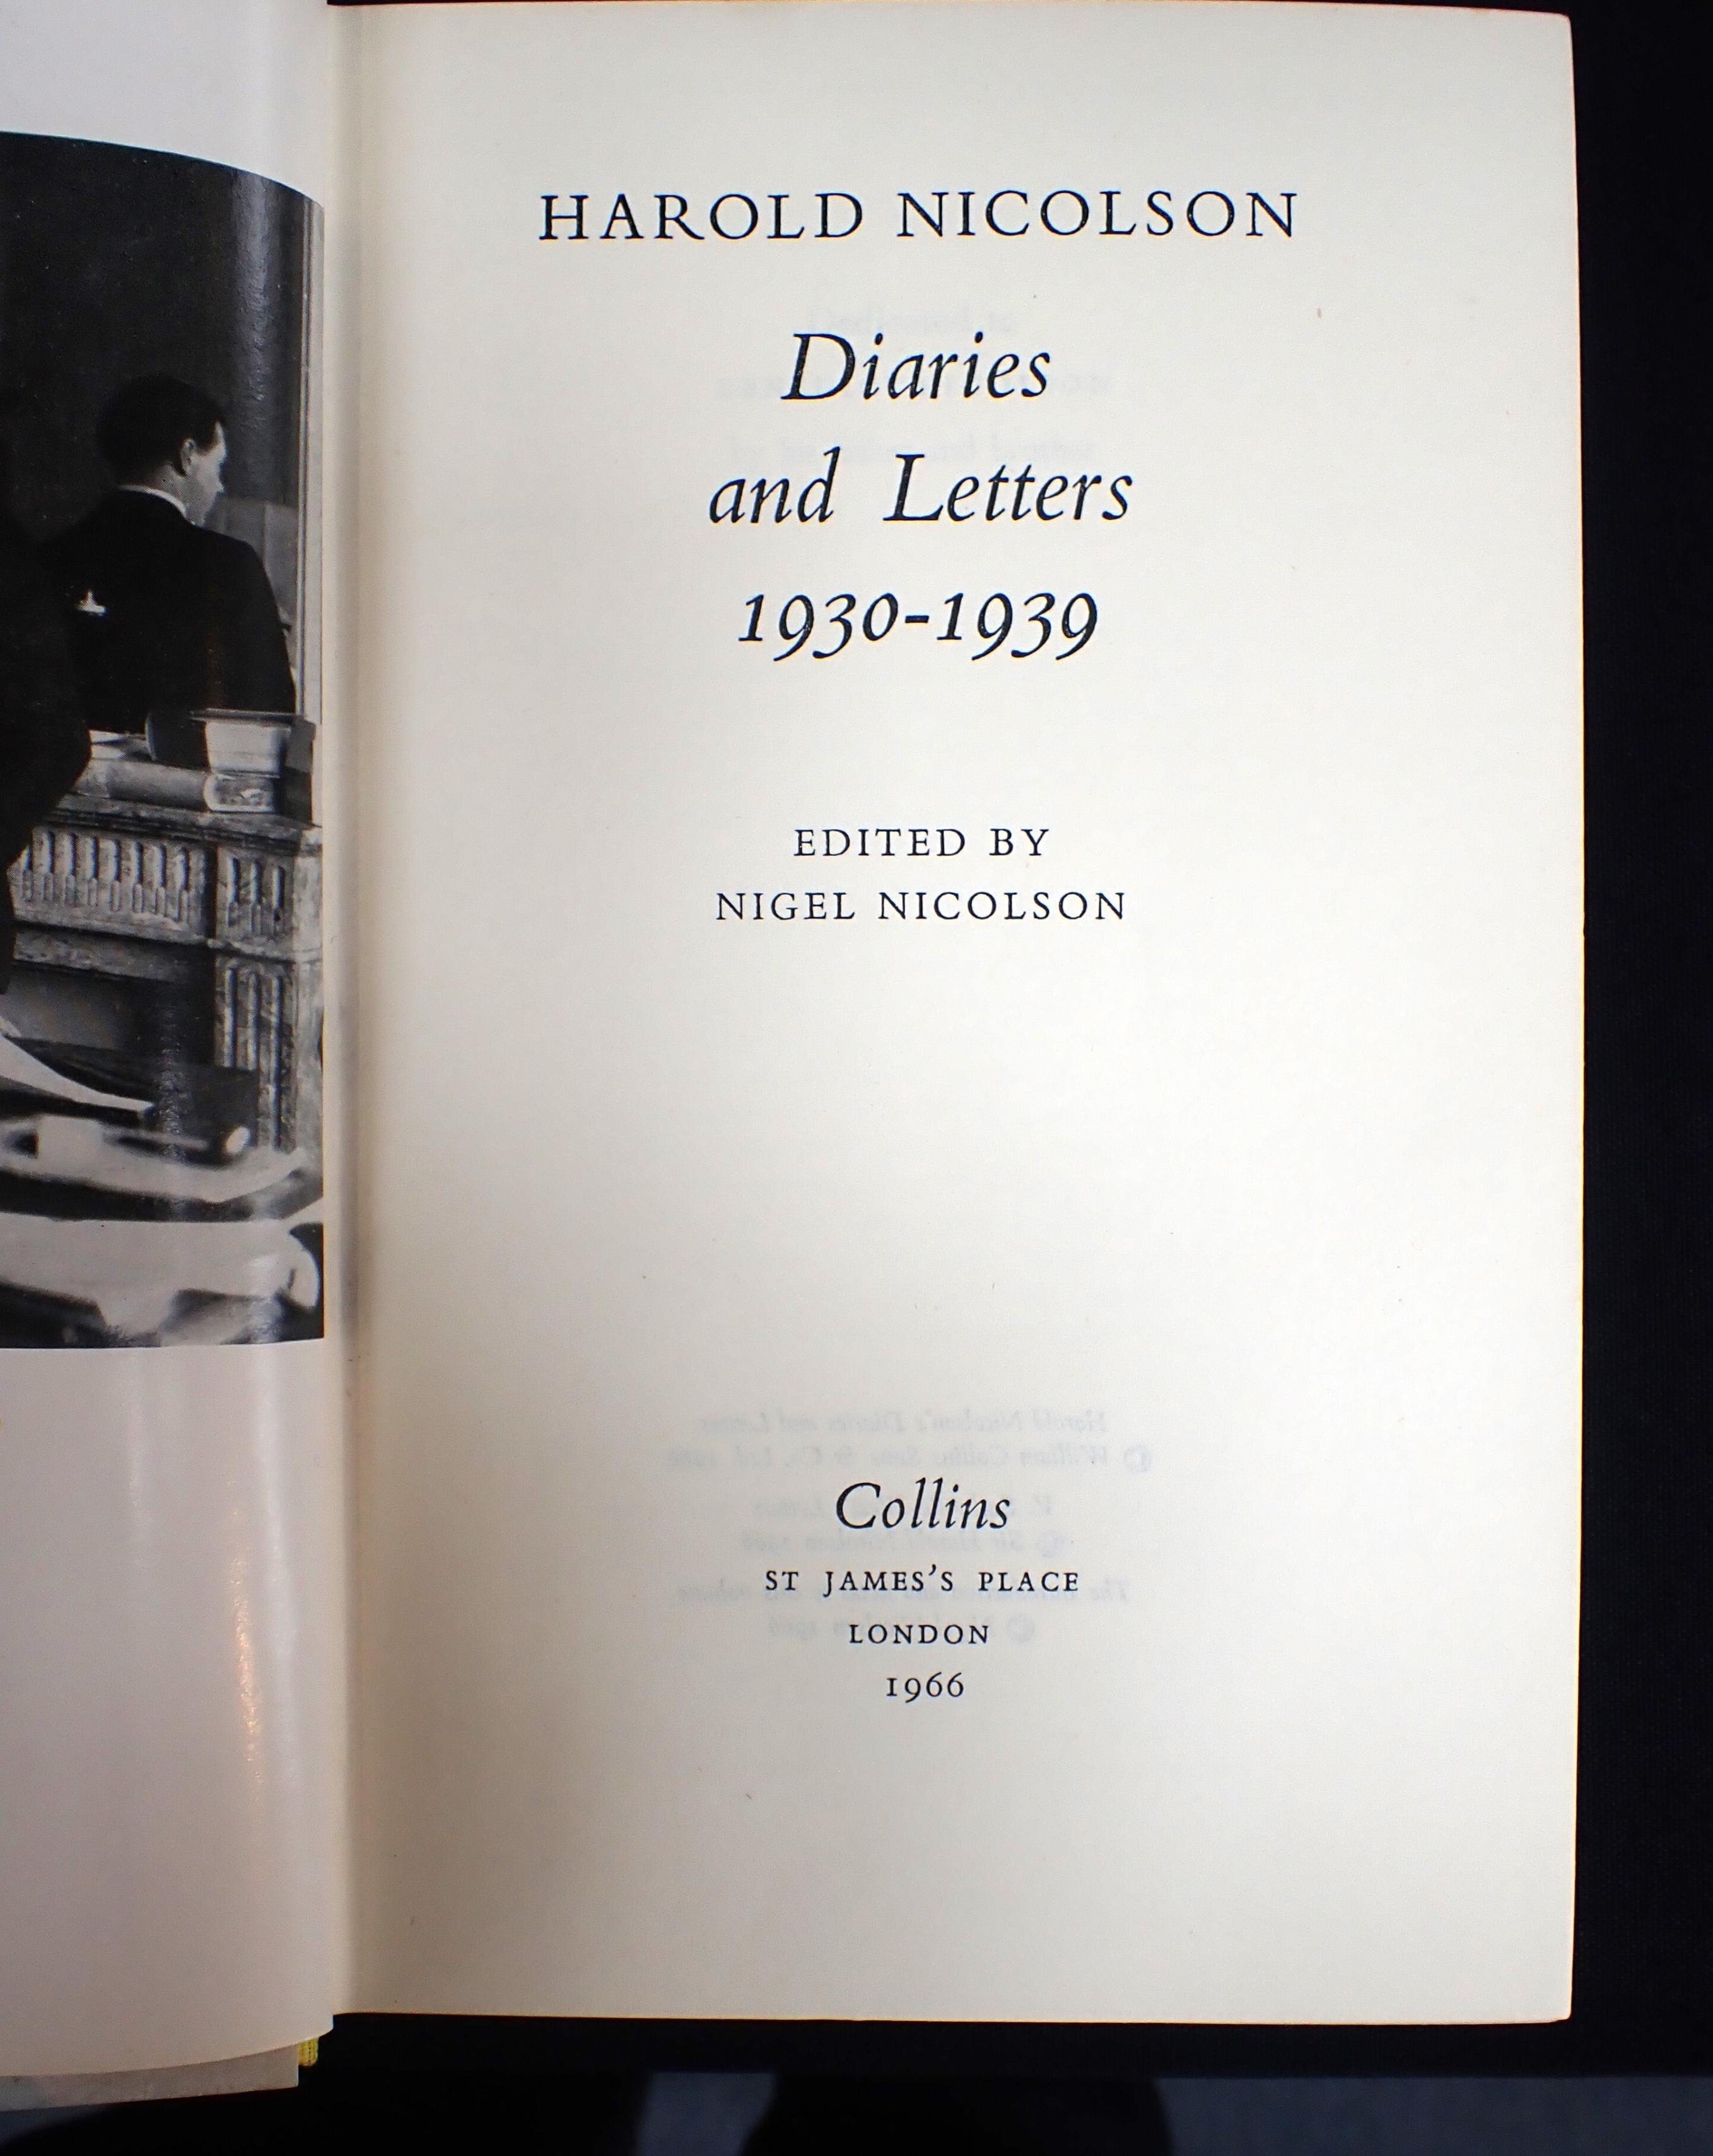 HAROLD NICOLSON
Diaries
and Letters
1930-1939
EDITED BY
NIGEL NICOLSON
Collins
ST JAMES'S PLACE
LONDON
1966